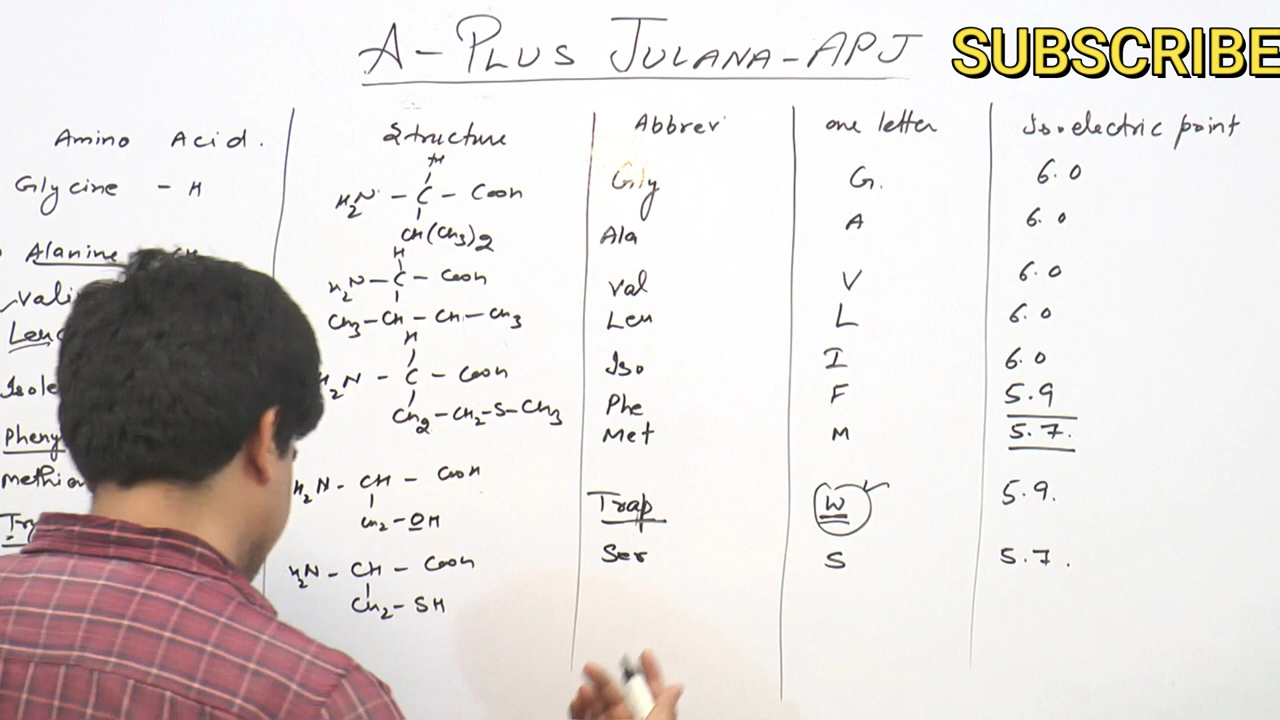 A-PLUS JULANA-APJ
SUBSCRIBE
Amino Acid.
Structure
Abbrev
one letter
Isoelectric point
Glycine - H
H
H2N - C - COOH
CH(CH3)2
Gly
G.
6.0
Alanine
Ala
A
6.0
H
H2N - C - COOH
Val
V
6.0
CH3-CH-CH-CH3
Leu
L
6.0
H
H2N - C - COOH
CH2-CH2-S-CH3
Iso
I
6.0
Phe
F
5.9
Met
M
5.7.
H2N - CH - COOH
CH2-OH
Trap
W
5.9.
H2N - CH - COOH
CH2-SH
Ser
S
5.7.